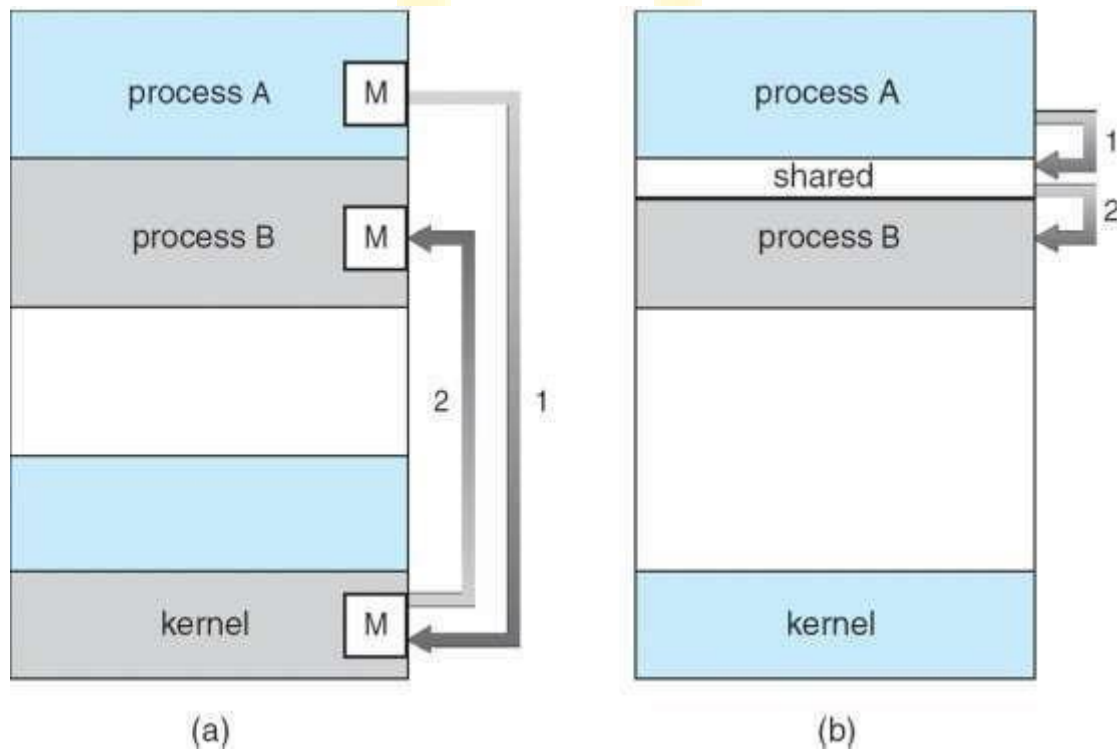 process A
M
process B
M
2
1
kernel
M
(a)
process A
1
shared
2
process B
kernel
(b)